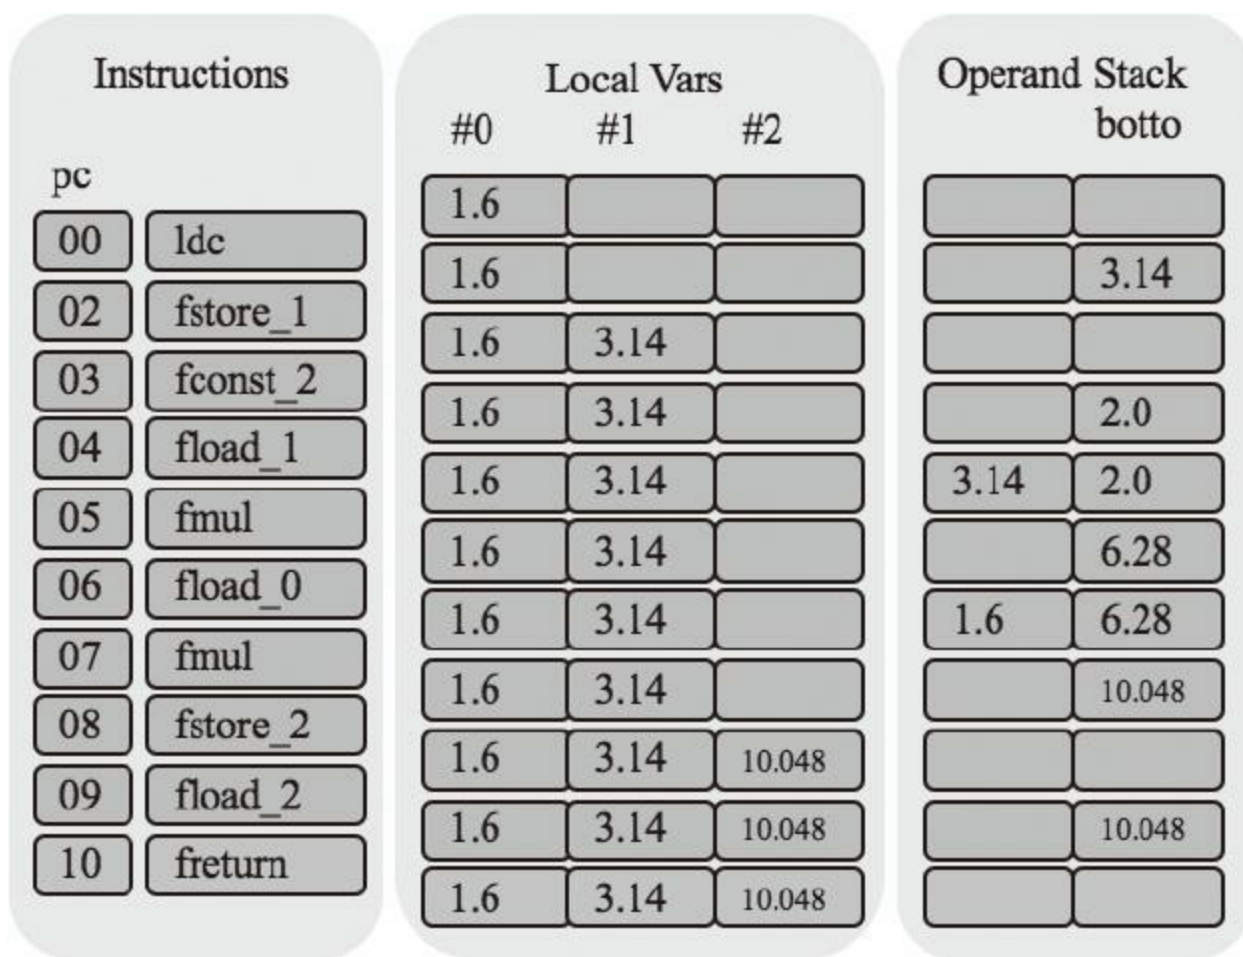 Instructions
pc
00 ldc
02 fstore_1
03 fconst_2
04 fload_1
05 fmul
06 fload_0
07 fmul
08 fstore_2
09 fload_2
10 freturn
Local Vars
#0 #1 #2
1.6
1.6
1.6 3.14
1.6 3.14
1.6 3.14
1.6 3.14
1.6 3.14
1.6 3.14
1.6 3.14 10.048
1.6 3.14 10.048
1.6 3.14 10.048
Operand Stack
botto
3.14
2.0
3.14 2.0
6.28
1.6 6.28
10.048
10.048